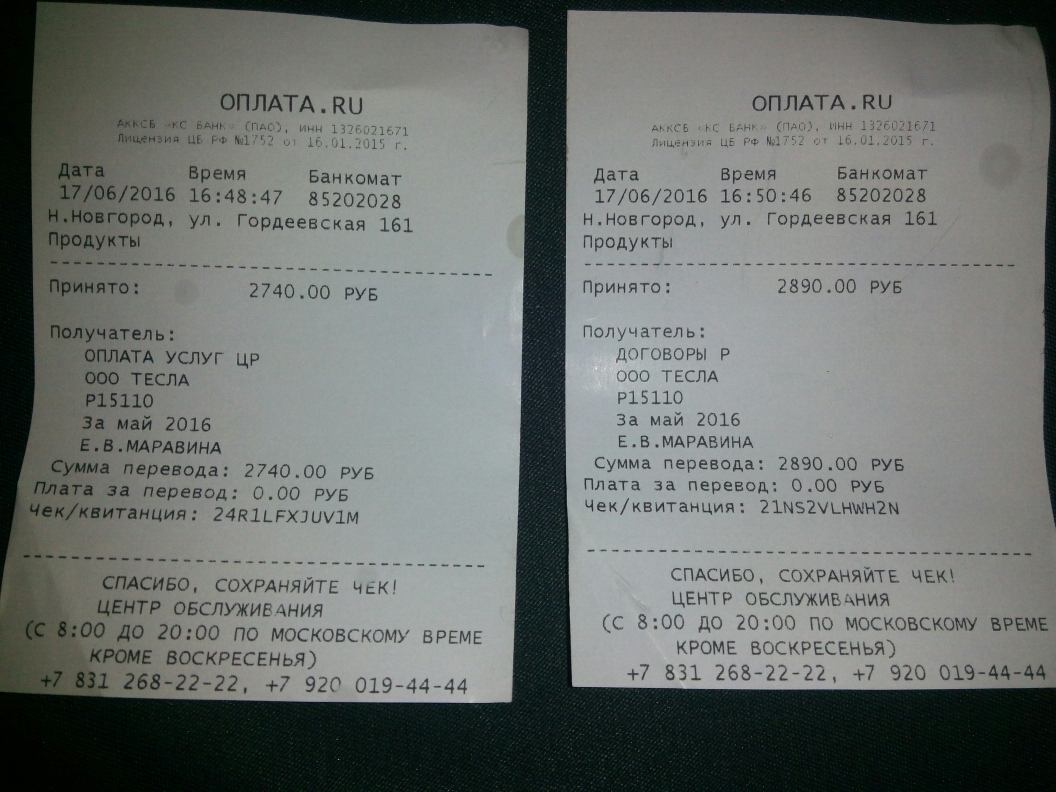 ОПЛАТА.RU
АККСБ «КС БАНК» (ПАО), ИНН 1326021671
Лицензия ЦБ РФ №1752 от 16.01.2015 г.
Дата Время Банкомат
17/06/2016 16:48:47 85202028
Н.Новгород, ул. Гордеевская 161
Продукты
Принято: 2740.00 РУБ
Получатель:
ОПЛАТА УСЛУГ ЦР
ООО ТЕСЛА
Р15110
За май 2016
Е.В.МАРАВИНА
Сумма перевода: 2740.00 РУБ
Плата за перевод: 0.00 РУБ
Чек/квитанция: 24R1LFXJUV1M
СПАСИБО, СОХРАНЯЙТЕ ЧЕК!
ЦЕНТР ОБСЛУЖИВАНИЯ
(С 8:00 ДО 20:00 ПО МОСКОВСКОМУ ВРЕМЕ
КРОМЕ ВОСКРЕСЕНЬЯ)
+7 831 268-22-22, +7 920 019-44-44
ОПЛАТА.RU
АККСБ «КС БАНК» (ПАО), ИНН 1326021671
Лицензия ЦБ РФ №1752 от 16.01.2015 г.
Дата Время Банкомат
17/06/2016 16:50:46 85202028
Н.Новгород, ул. Гордеевская 161
Продукты
Принято: 2890.00 РУБ
Получатель:
ДОГОВОРЫ Р
ООО ТЕСЛА
Р15110
За май 2016
Е.В.МАРАВИНА
Сумма перевода: 2890.00 РУБ
Плата за перевод: 0.00 РУБ
Чек/квитанция: 21NS2VLHWH2N
СПАСИБО, СОХРАНЯЙТЕ ЧЕК!
ЦЕНТР ОБСЛУЖИВАНИЯ
(С 8:00 ДО 20:00 ПО МОСКОВСКОМУ ВРЕМЕ
КРОМЕ ВОСКРЕСЕНЬЯ)
+7 831 268-22-22, +7 920 019-44-44